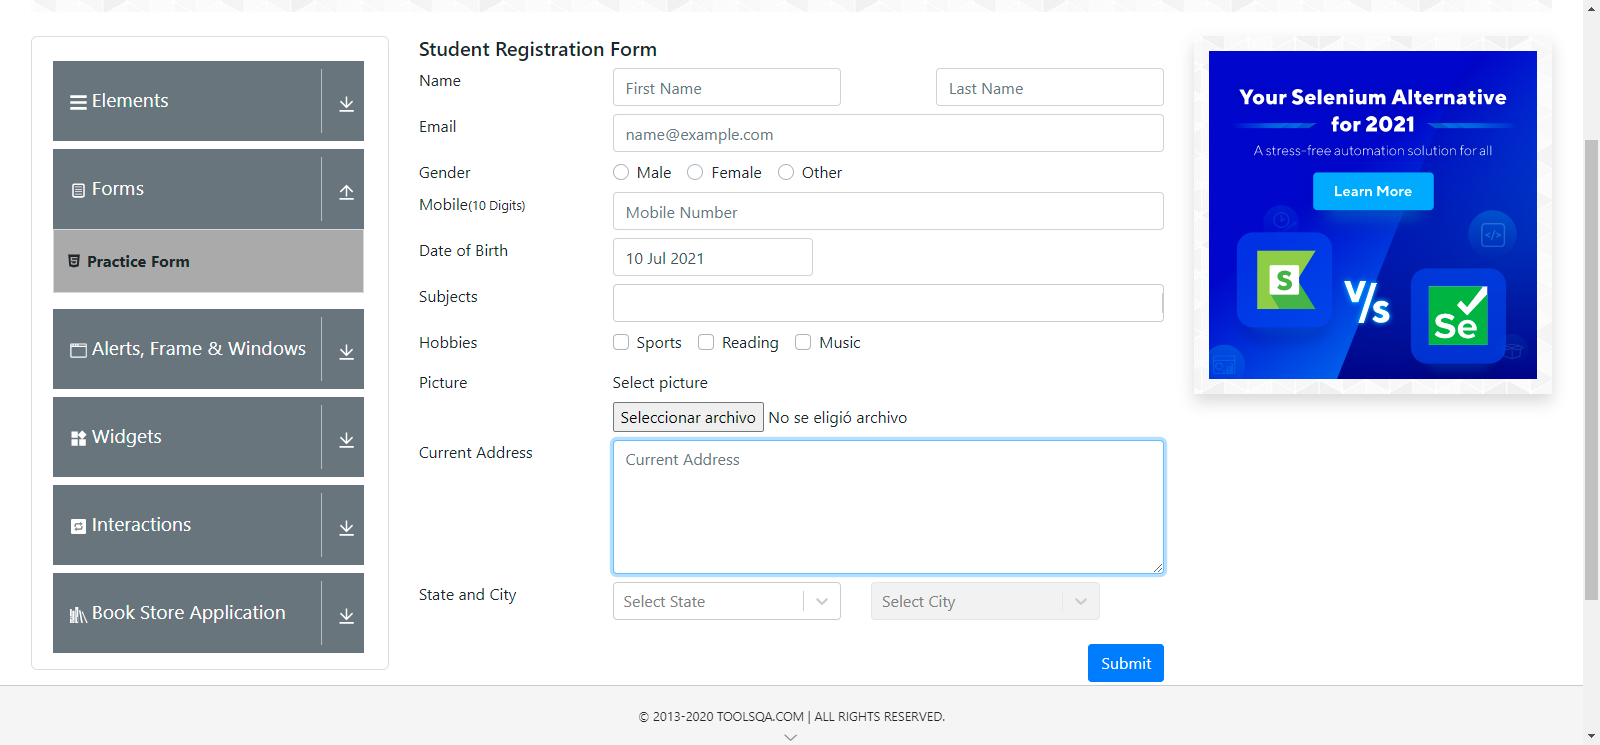 Elements
Forms
Practice Form
Alerts, Frame & Windows
Widgets
Interactions
Book Store Application
Student Registration Form
Name
First Name
Last Name
Email
name@example.com
Gender
Male
Female
Other
Mobile(10 Digits)
Mobile Number
Date of Birth
10 Jul 2021
Subjects
Hobbies
Sports
Reading
Music
Picture
Select picture
Seleccionar archivo No se eligió archivo
Current Address
Current Address
State and City
Select State
Select City
Submit
Your Selenium Alternative
for 2021
A stress-free automation solution for all
Learn More
S
V/s
Se
</>
© 2013-2020 TOOLSQA.COM | ALL RIGHTS RESERVED.